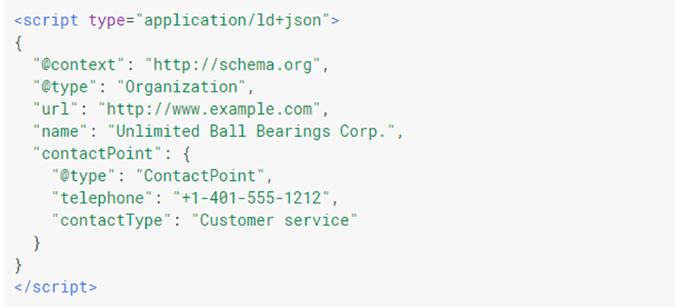 <script type="application/ld+json">
{
  "@context": "http://schema.org",
  "@type": "Organization",
  "url": "http://www.example.com",
  "name": "Unlimited Ball Bearings Corp.",
  "contactPoint": {
    "@type": "ContactPoint",
    "telephone": "+1-401-555-1212",
    "contactType": "Customer service"
  }
}
</script>